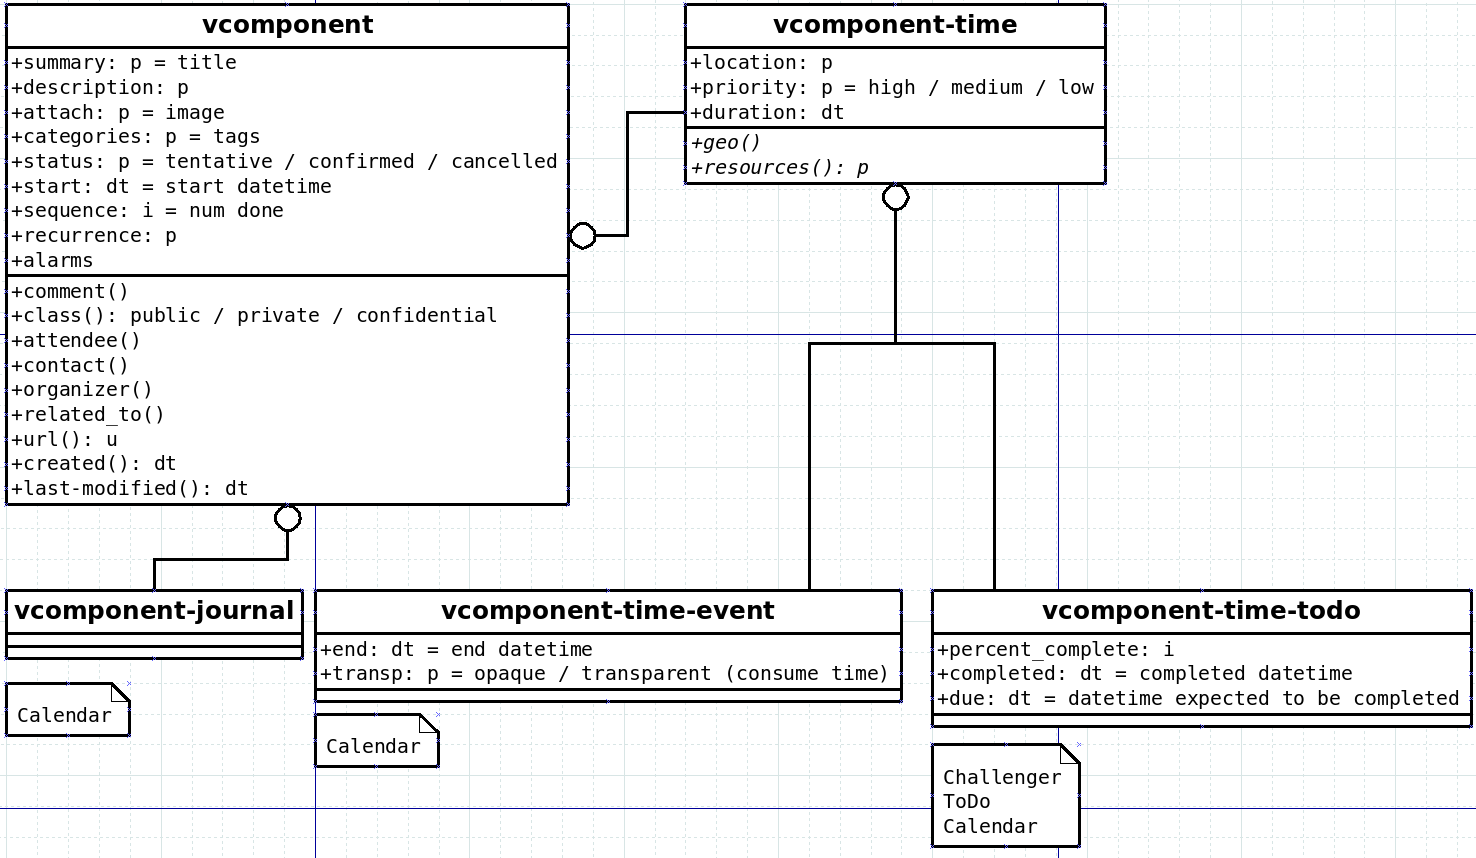 vcomponent
+summary: p = title
+description: p
+attach: p = image
+categories: p = tags
+status: p = tentative / confirmed / cancelled
+start: dt = start datetime
+sequence: i = num done
+recurrence: p
+alarms
+comment()
+class(): public / private / confidential
+attendee()
+contact()
+organizer()
+related_to()
+url(): u
+created(): dt
+last-modified(): dt
vcomponent-time
+location: p
+priority: p = high / medium / low
+duration: dt
+geo()
+resources(): p
vcomponent-journal
Calendar
vcomponent-time-event
+end: dt = end datetime
+transp: p = opaque / transparent (consume time)
Calendar
vcomponent-time-todo
+percent_complete: i
+completed: dt = completed datetime
+due: dt = datetime expected to be completed
Challenger
ToDo
Calendar